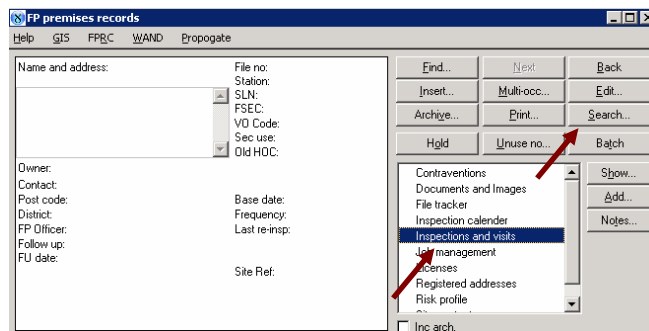 FP premises records
Help GIS FPRC WAND Propogate
Name and address:
File no:
Station:
SLN:
FSEC:
VO Code:
Sec use:
Old HOC:
Owner:
Contact:
Post code:
Base date:
District:
Frequency:
FP Officer:
Last re-insp:
Follow up:
FU date:
Site Ref:
Find... Next Back
Insert... Multi-occ... Edit...
Archive... Print... Search...
Hold Unuse no... Batch
Contraventions
Documents and Images
File tracker
Inspection calender
Inspections and visits
Job management
Licenses
Registered addresses
Risk profile
Show...
Add...
Notes...
Inc arch.